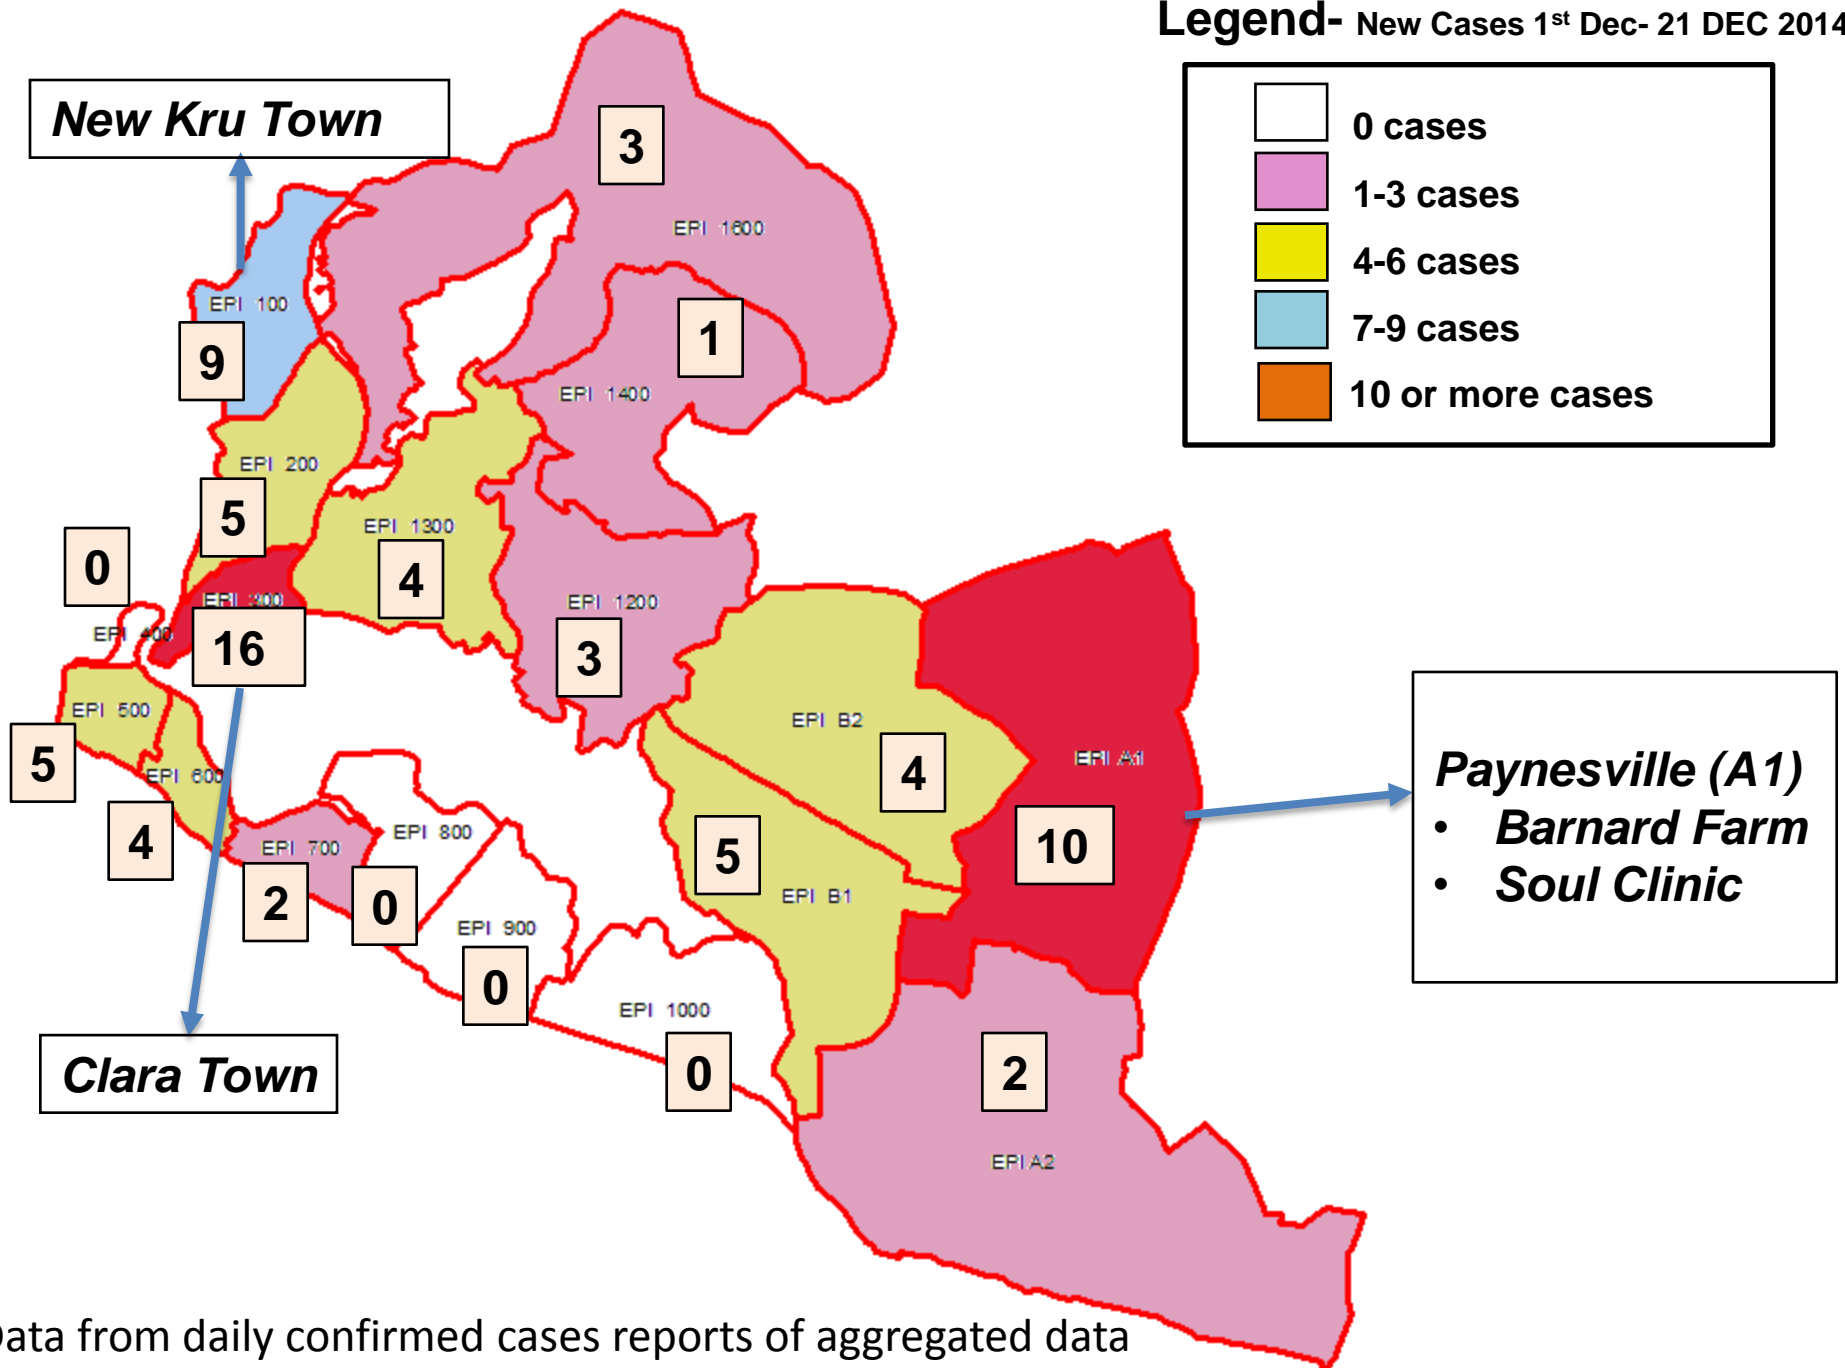 Legend- New Cases 1st Dec- 21 DEC 2014
0 cases
1-3 cases
4-6 cases
7-9 cases
10 or more cases
New Kru Town
3
EPI 1600
EPI 100
9
1
EPI 1400
EPI 200
5
EPI 1300
4
0
EPI 300
EPI 400
16
EPI 1200
3
EPI 500
5
EPI 600
4
EPI B2
4
EPI A1
10
Paynesville (A1)
• Barnard Farm
• Soul Clinic
EPI 700
2
EPI 800
0
5
EPI B1
EPI 900
0
EPI 1000
0
Clara Town
2
EPI A2
Data from daily confirmed cases reports of aggregated data